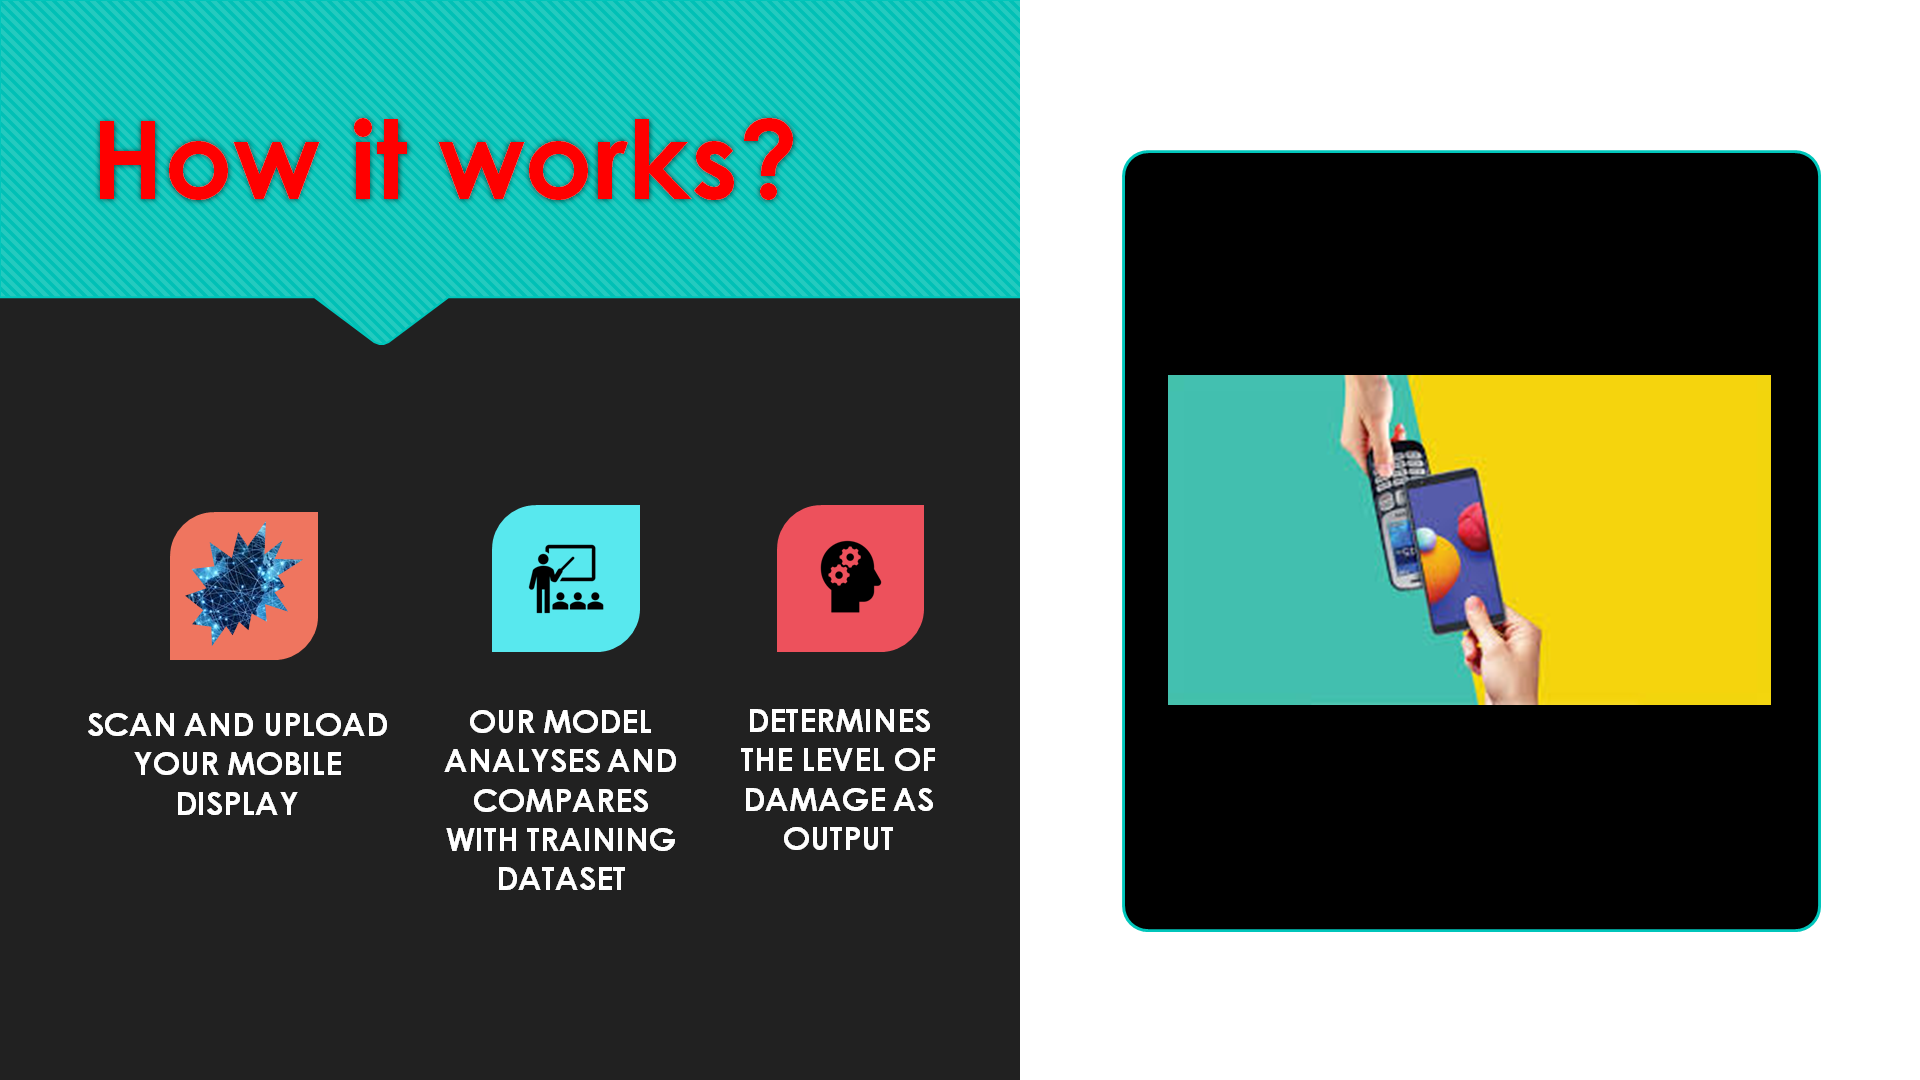 How it works?
SCAN AND UPLOAD
YOUR MOBILE
DISPLAY
OUR MODEL
ANALYSES AND
COMPARES
WITH TRAINING
DATASET
DETERMINES
THE LEVEL OF
DAMAGE AS
OUTPUT